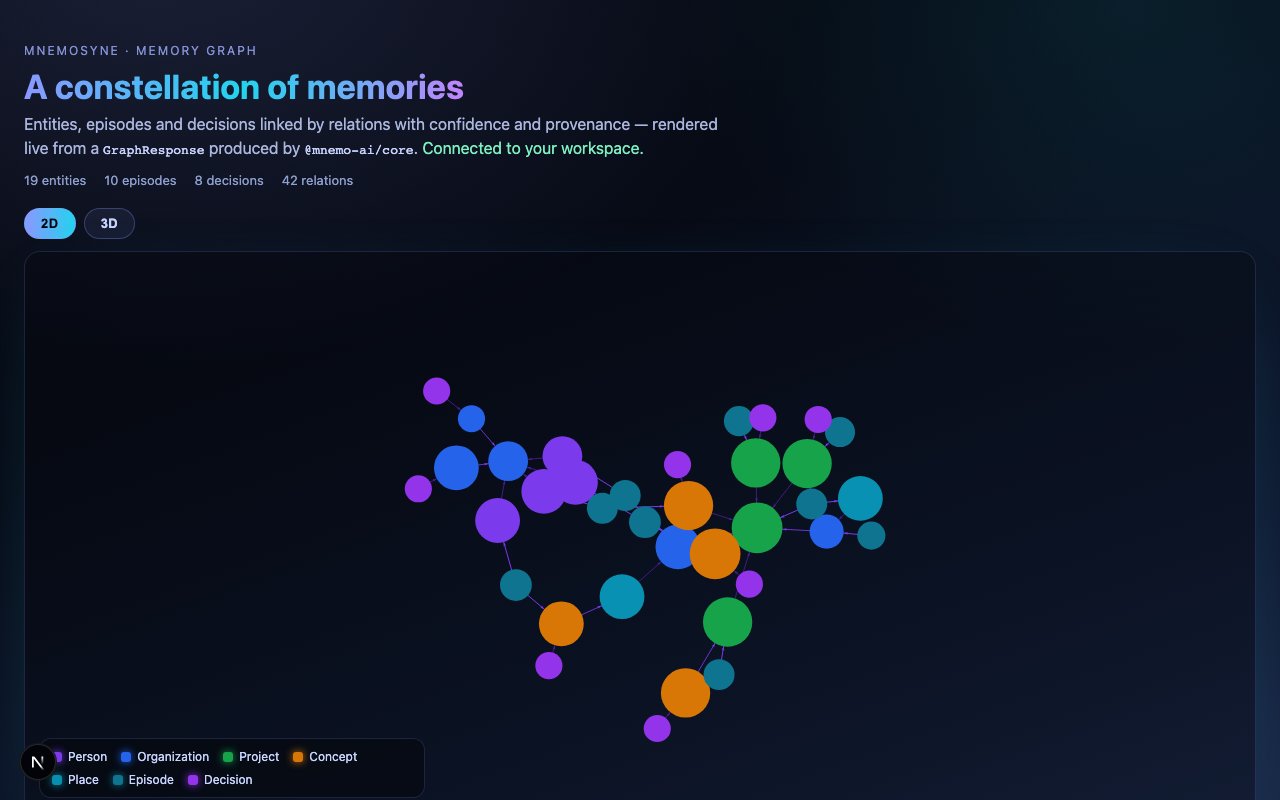 MNEMOSYNE · MEMORY GRAPH
A constellation of memories
Entities, episodes and decisions linked by relations with confidence and provenance — rendered
live from a GraphResponse produced by @mnemo-ai/core. Connected to your workspace.
19 entities 10 episodes 8 decisions 42 relations
2D 3D
Person Organization Project Concept
N
Place Episode Decision